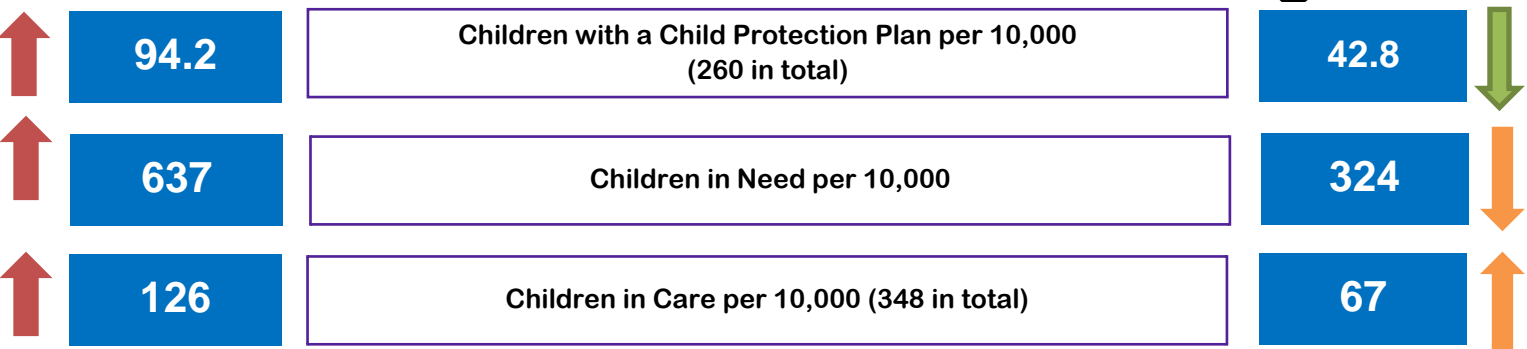 94.2
Children with a Child Protection Plan per 10,000
(260 in total)
42.8
637
Children in Need per 10,000
324
126
Children in Care per 10,000 (348 in total)
67